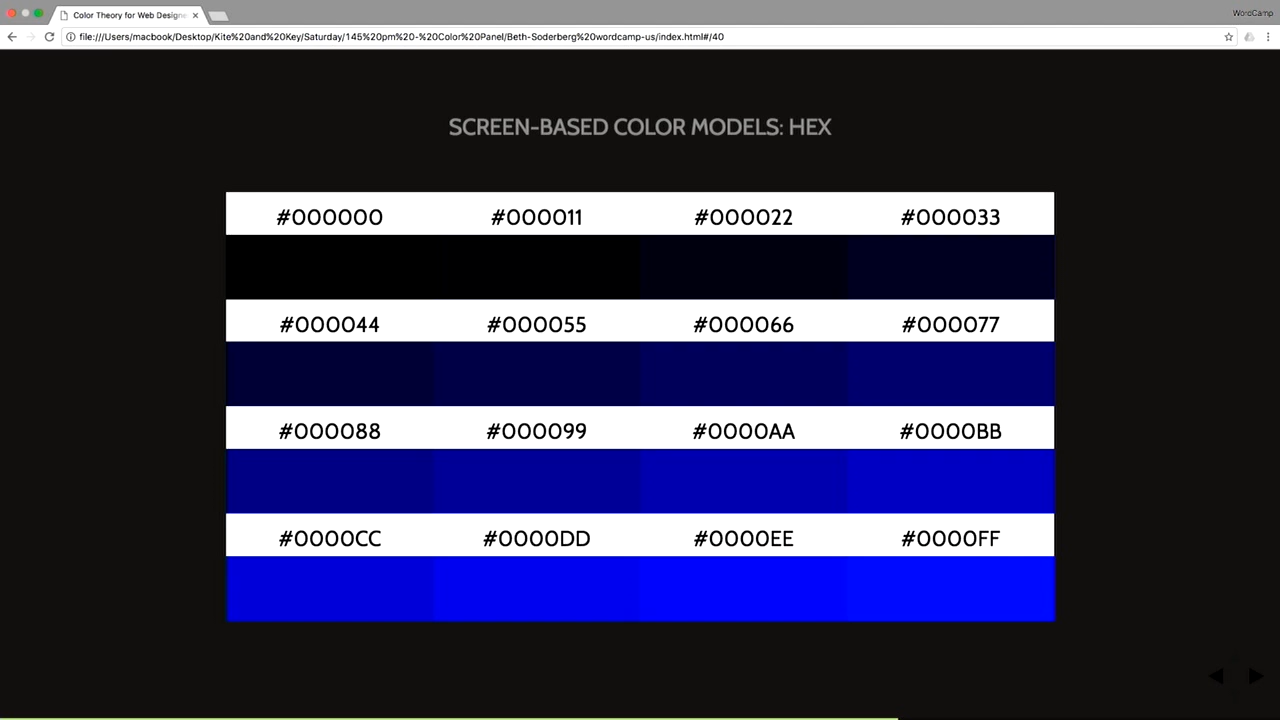 Color Theory for Web Designe
WordCamp
file:///Users/macbook/Desktop/Kite%20and%20Key/Saturday/145%20pm%20-%20Color%20Panel/Beth-Soderberg%20wordcamp-us/index.html#/40
SCREEN-BASED COLOR MODELS: HEX
#000000 #000011 #000022 #000033
#000044 #000055 #000066 #000077
#000088 #000099 #0000AA #0000BB
#0000CC #0000DD #0000EE #0000FF